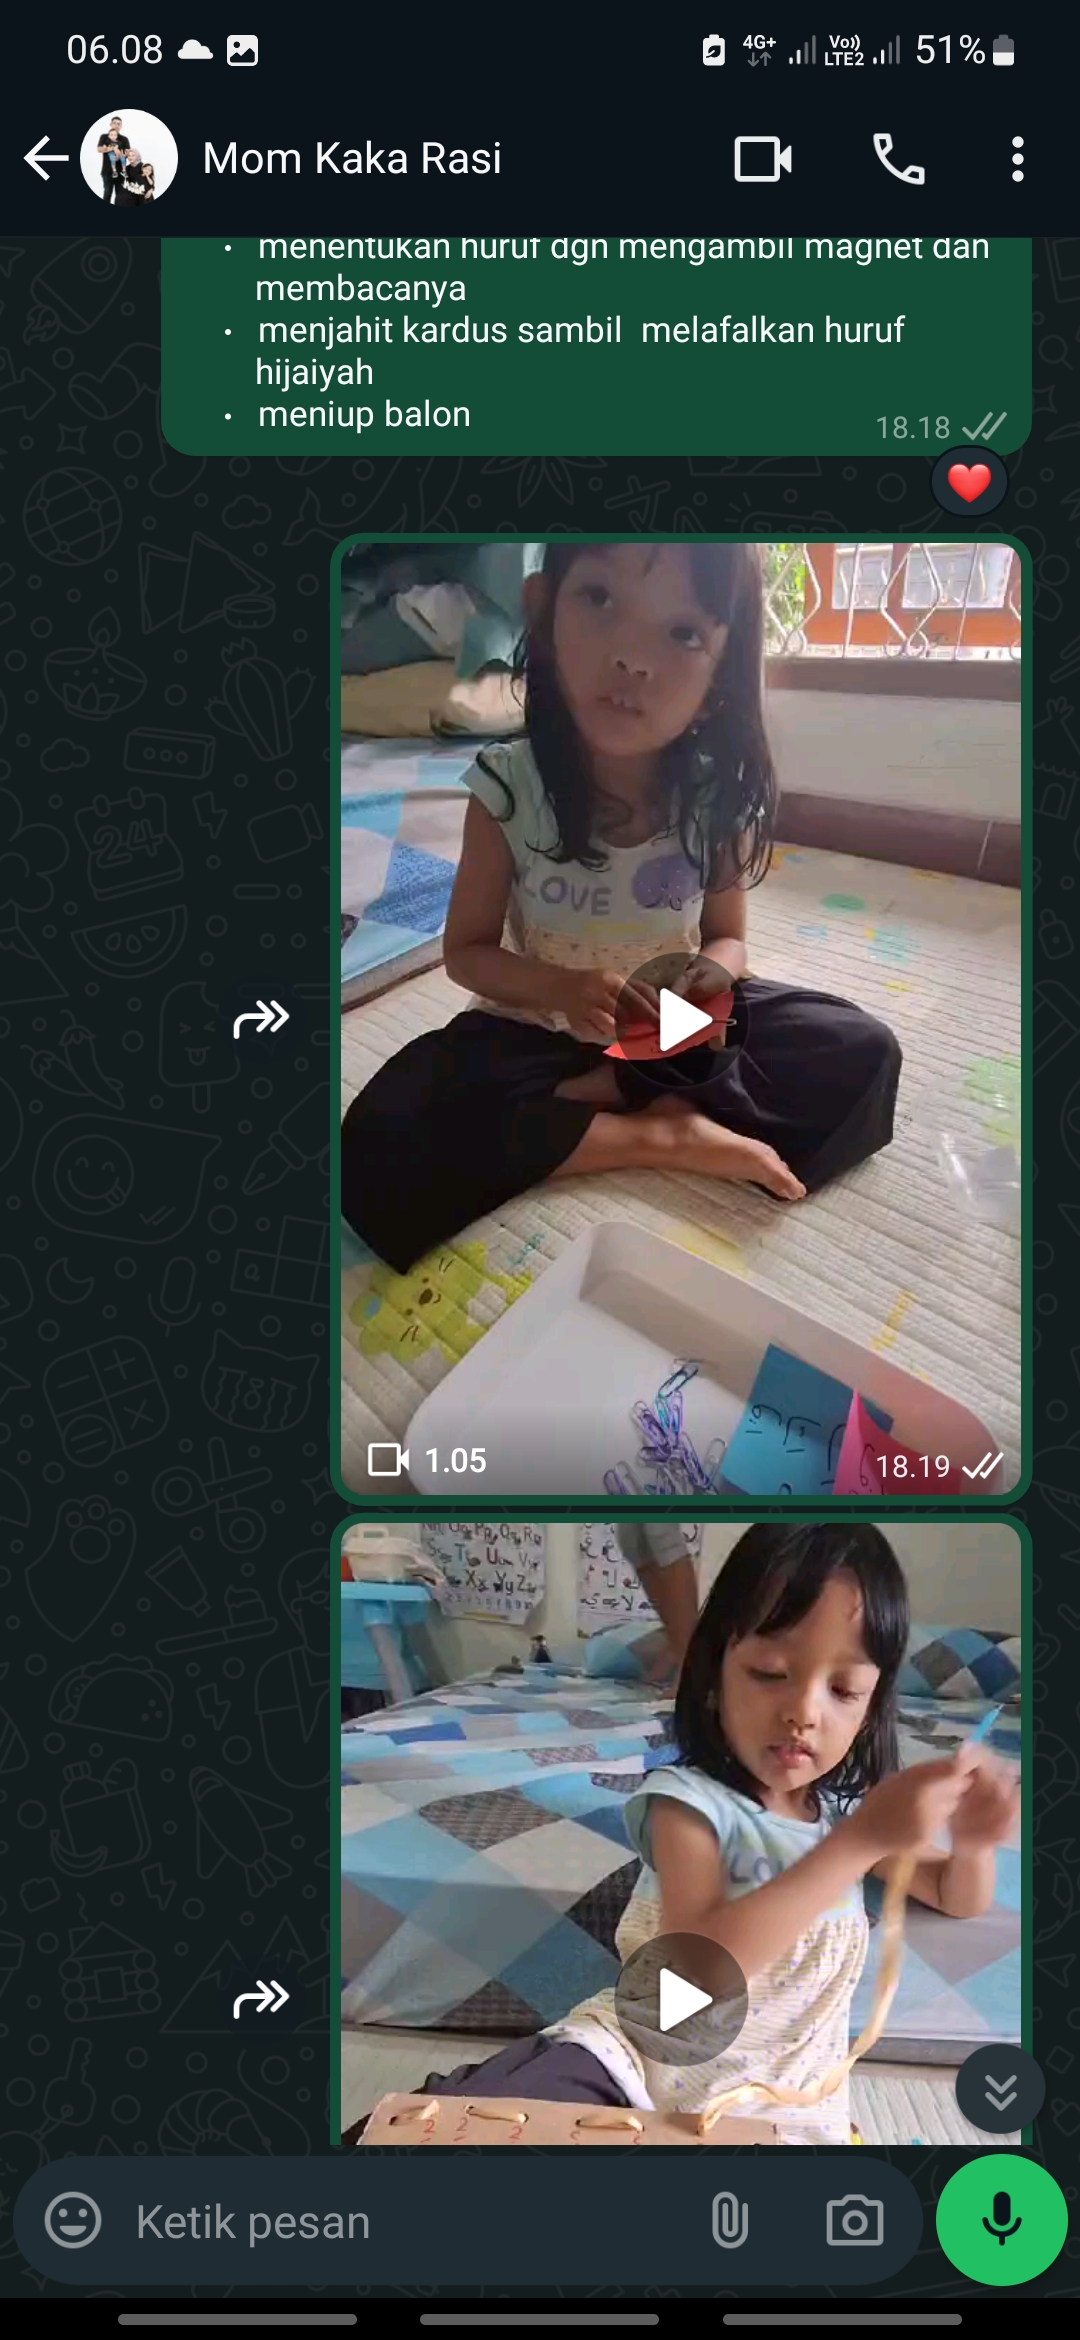 06.08
4G+
Vo))
LTE2
51%
Mom Kaka Rasi
• menentukan huruf dgn mengambil magnet dan
membacanya
• menjahit kardus sambil  melafalkan huruf
hijaiyah
• meniup balon
18.18
LOVE
1.05
18.19
Ketik pesan